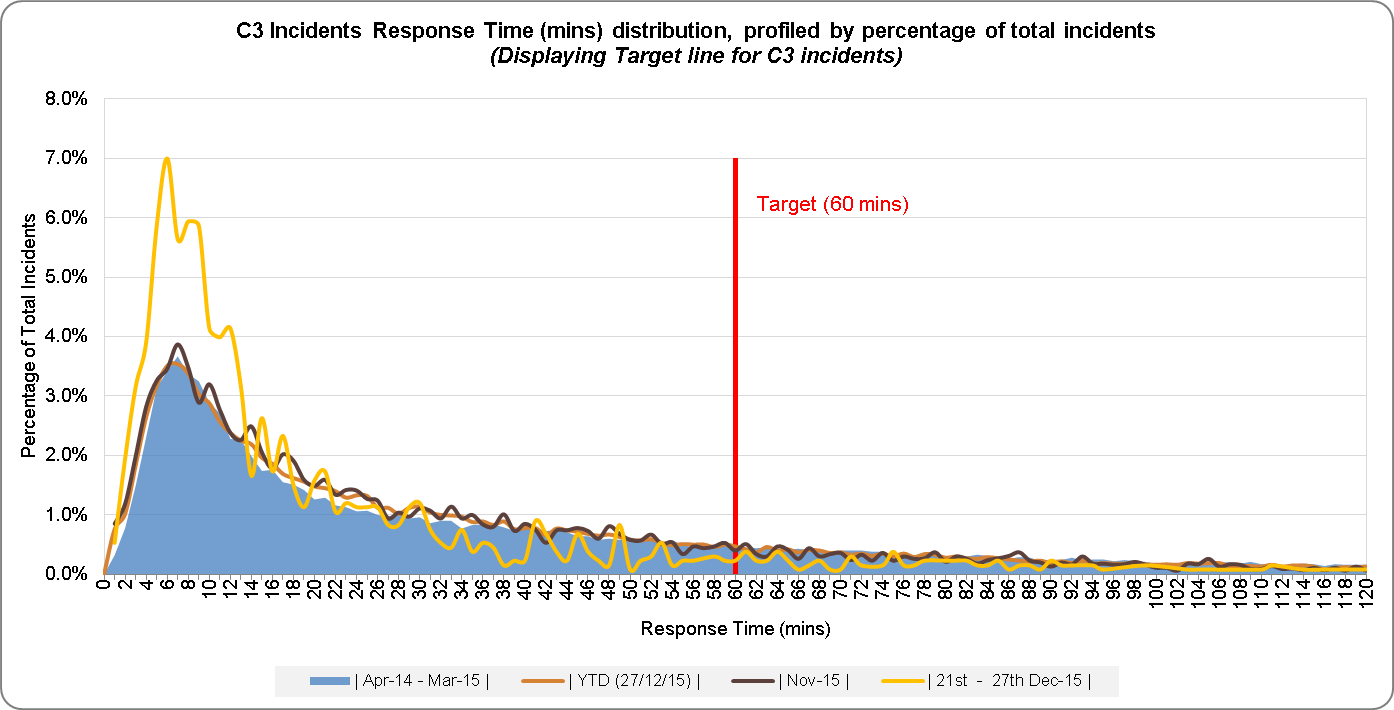 C3 Incidents Response Time (mins) distribution, profiled by percentage of total incidents
(Displaying Target line for C3 incidents)
Percentage of Total Incidents
8.0%
7.0%
6.0%
5.0%
4.0%
3.0%
2.0%
1.0%
0.0%
Target (60 mins)
0 2 4 6 8 10 12 14 16 18 20 22 24 26 28 30 32 34 36 38 40 42 44 46 48 50 52 54 56 58 60 62 64 66 68 70 72 74 76 78 80 82 84 86 88 90 92 94 96 98 100 102 104 106 108 110 112 114 116 118 120
Response Time (mins)
| Apr-14 - Mar-15 | | YTD (27/12/15) | | Nov-15 | | 21st - 27th Dec-15 |